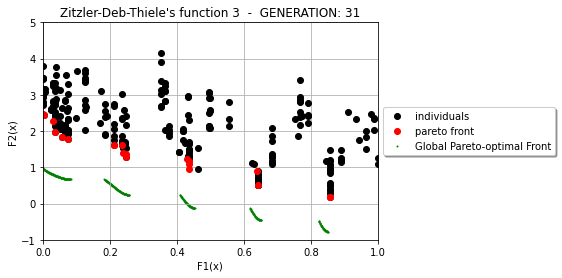 Zitzler-Deb-Thiele's function 3 - GENERATION: 31
F2(x)
5
4
3
2
1
0
−1
0.0 0.2 0.4 0.6 0.8 1.0
F1(x)
individuals
pareto front
Global Pareto-optimal Front